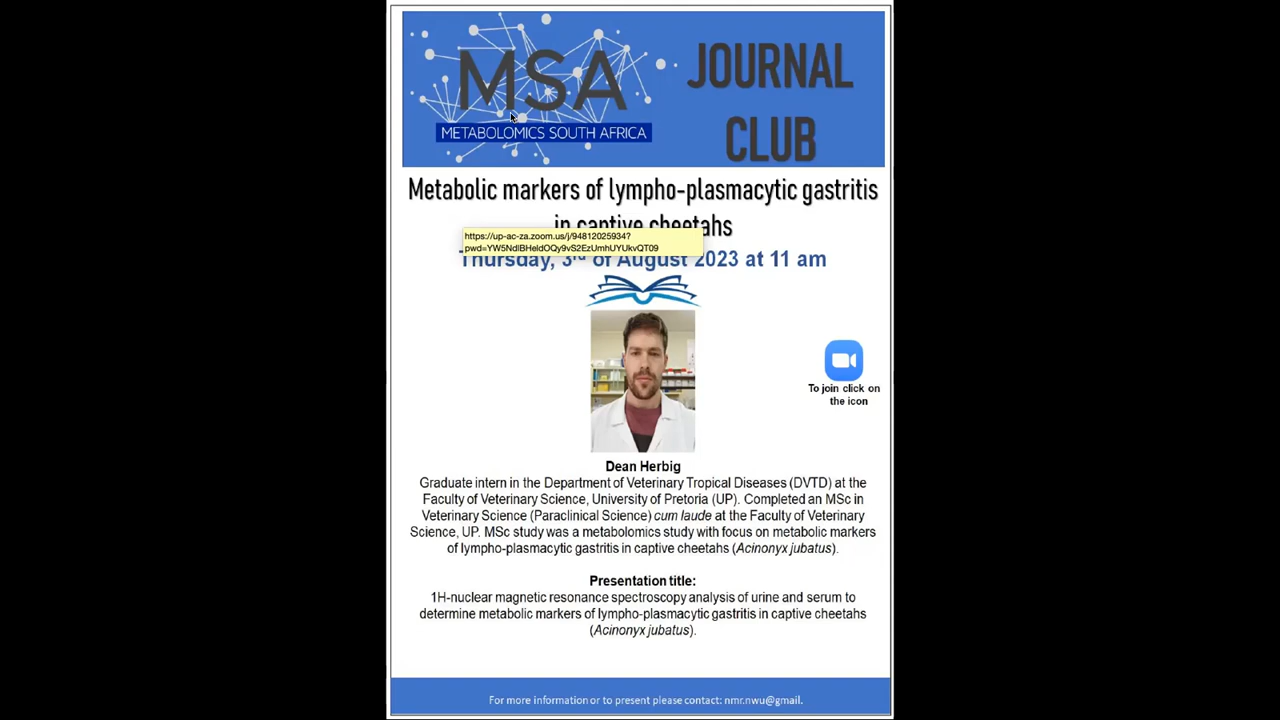 MSA
METABOLOMICS SOUTH AFRICA
JOURNAL
CLUB
Metabolic markers of lympho-plasmacytic gastritis
in captive cheetahs
https://up-ac-za.zoom.us/j/94812025934?
pwd=YW5NdlBHeldOQy9vS2EzUmhUYUkvQT09
Thursday, 3rd of August 2023 at 11 am
To join click on
the icon
Dean Herbig
Graduate intern in the Department of Veterinary Tropical Diseases (DVTD) at the
Faculty of Veterinary Science, University of Pretoria (UP). Completed an MSc in
Veterinary Science (Paraclinical Science) cum laude at the Faculty of Veterinary
Science, UP. MSc study was a metabolomics study with focus on metabolic markers
of lympho-plasmacytic gastritis in captive cheetahs (Acinonyx jubatus).
Presentation title:
1H-nuclear magnetic resonance spectroscopy analysis of urine and serum to
determine metabolic markers of lympho-plasmacytic gastritis in captive cheetahs
(Acinonyx jubatus).
For more information or to present please contact: nmr.nwu@gmail.